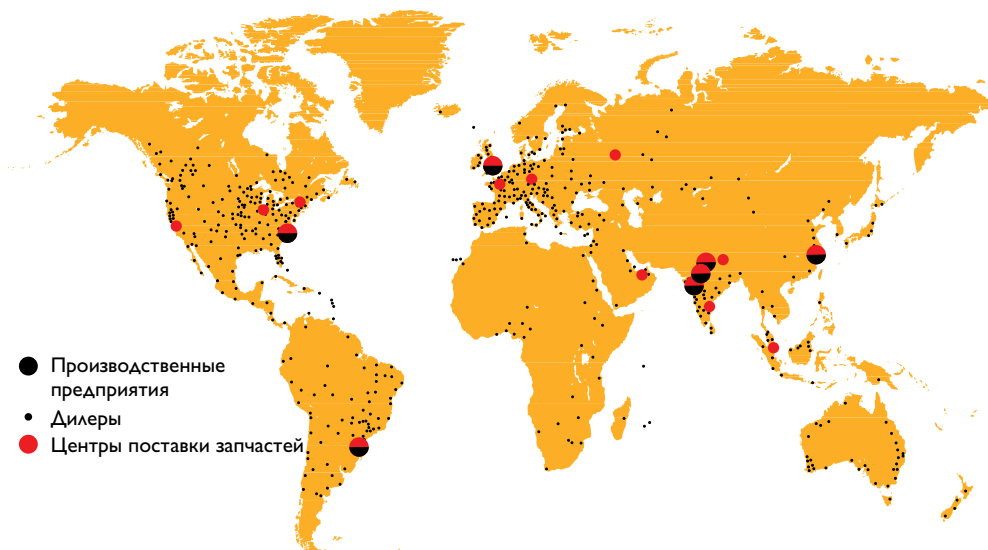 Производственные
предприятия
Дилеры
Центры поставки запчастей